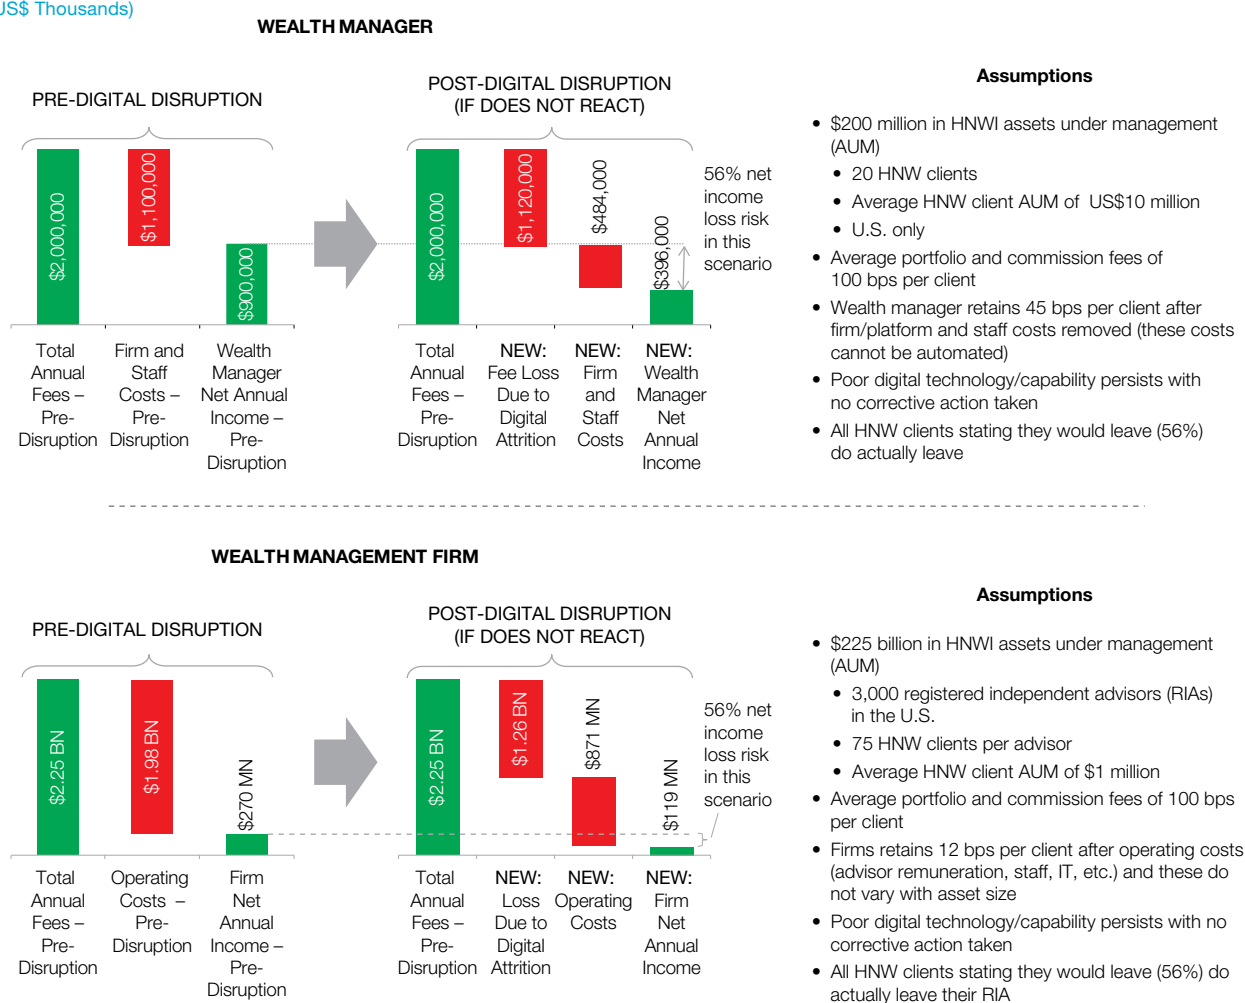 US$ Thousands)
WEALTH MANAGER
PRE-DIGITAL DISRUPTION
$2,000,000
$1,100,000
$900,000
Total
Annual
Fees –
Pre-
Disruption
Firm and
Staff
Costs –
Pre-
Disruption
Wealth
Manager
Net Annual
Income –
Pre-
Disruption
POST-DIGITAL DISRUPTION
(IF DOES NOT REACT)
$2,000,000
$1,120,000
$484,000
$396,000
56% net
income
loss risk
in this
scenario
Total
Annual
Fees –
Pre-
Disruption
NEW:
Fee Loss
Due to
Digital
Attrition
NEW:
Firm
and
Staff
Costs
NEW:
Wealth
Manager
Net
Annual
Income
Assumptions
• $200 million in HNWI assets under management
(AUM)
• 20 HNW clients
• Average HNW client AUM of US$10 million
• U.S. only
• Average portfolio and commission fees of
100 bps per client
• Wealth manager retains 45 bps per client after
firm/platform and staff costs removed (these costs
cannot be automated)
• Poor digital technology/capability persists with
no corrective action taken
• All HNW clients stating they would leave (56%)
do actually leave
WEALTH MANAGEMENT FIRM
PRE-DIGITAL DISRUPTION
$2.25 BN
$1.98 BN
$270 MN
Total
Annual
Fees –
Pre-
Disruption
Operating
Costs –
Pre-
Disruption
Firm
Net
Annual
Income –
Pre-
Disruption
POST-DIGITAL DISRUPTION
(IF DOES NOT REACT)
$2.25 BN
$1.26 BN
$871 MN
$119 MN
56% net
income
loss risk
in this
scenario
Total
Annual
Fees –
Pre-
Disruption
NEW:
Loss
Due to
Digital
Attrition
NEW:
Operating
Costs
NEW:
Firm
Net
Annual
Income
Assumptions
• $225 billion in HNWI assets under management
(AUM)
• 3,000 registered independent advisors (RIAs)
in the U.S.
• 75 HNW clients per advisor
• Average HNW client AUM of $1 million
• Average portfolio and commission fees of 100 bps
per client
• Firms retains 12 bps per client after operating costs
(advisor remuneration, staff, IT, etc.) and these do
not vary with asset size
• Poor digital technology/capability persists with no
corrective action taken
• All HNW clients stating they would leave (56%) do
actually leave their RIA